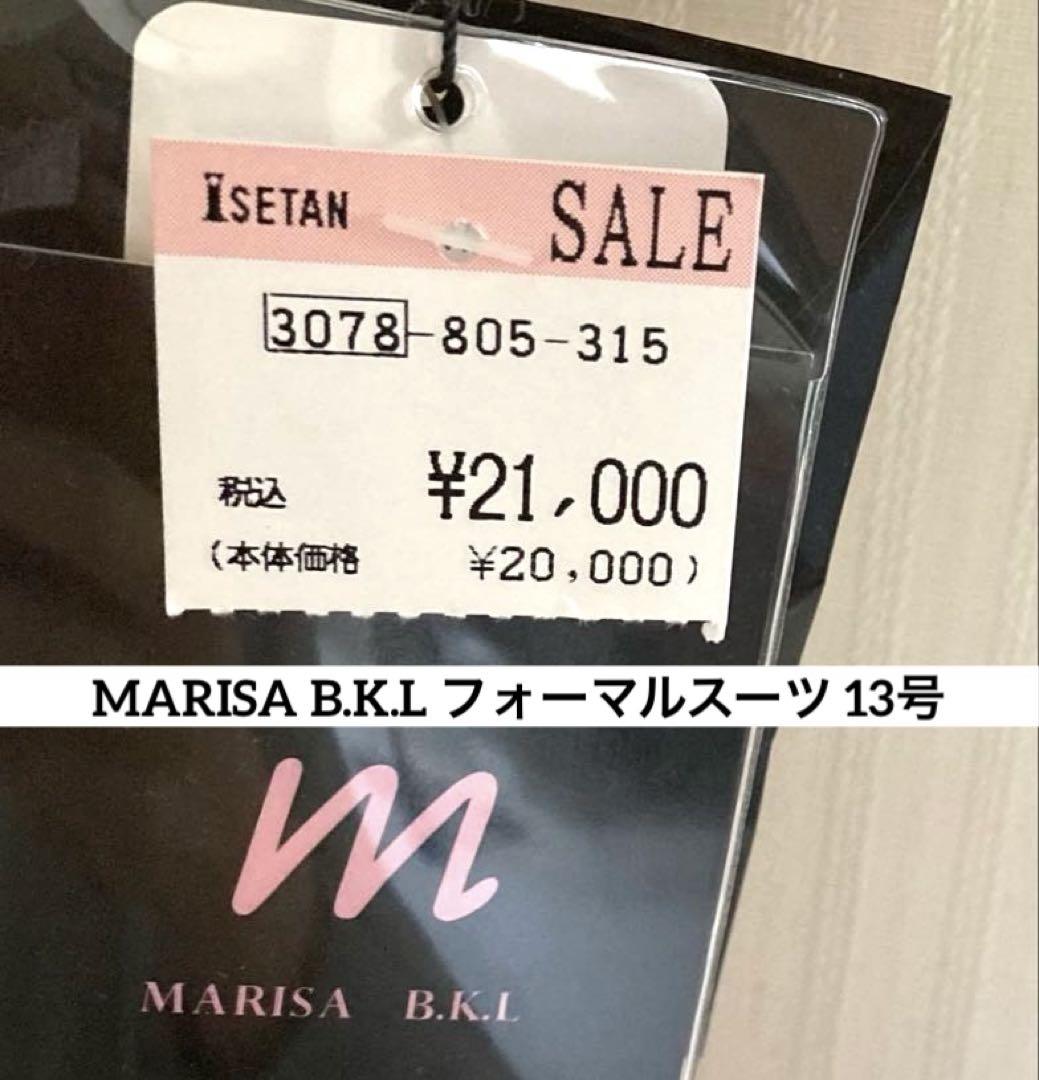 ISETAN SALE
3078-805-315
税込 ¥21,000
(本体価格 ¥20,000)
MARISA B.K.L フォーマルスーツ 13号
m
MARISA B.K.L